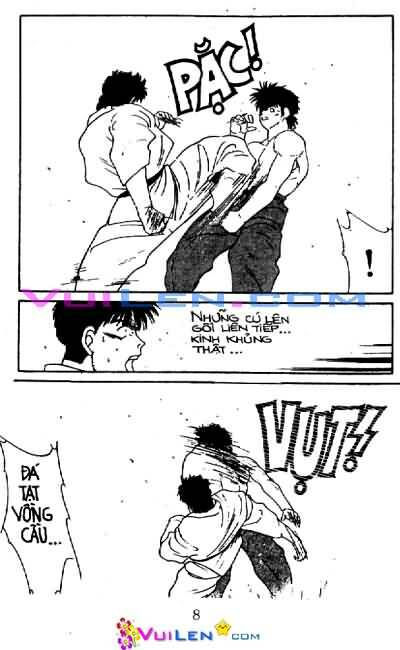 PẶC!
!
VUILEN.COM
NHỮNG CÚ LÊN
GỐI LIÊN TIẾP...
KINH KHỦNG
THẬT...
VỤT!
ĐÁ
TẠT
VÒNG
CẦU...
8
VUILEN.COM